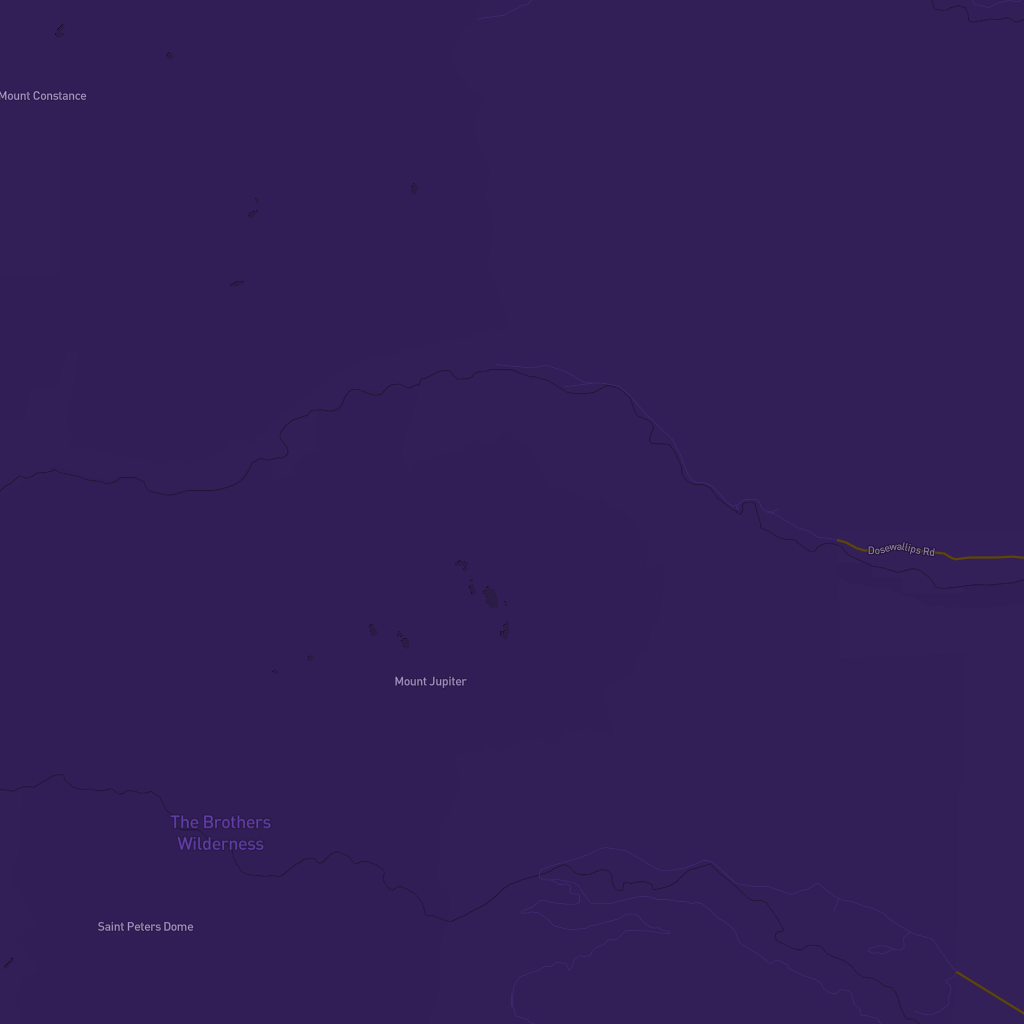 Mount Constance
Dosewallips Rd
Mount Jupiter
The Brothers
Wilderness
Saint Peters Dome